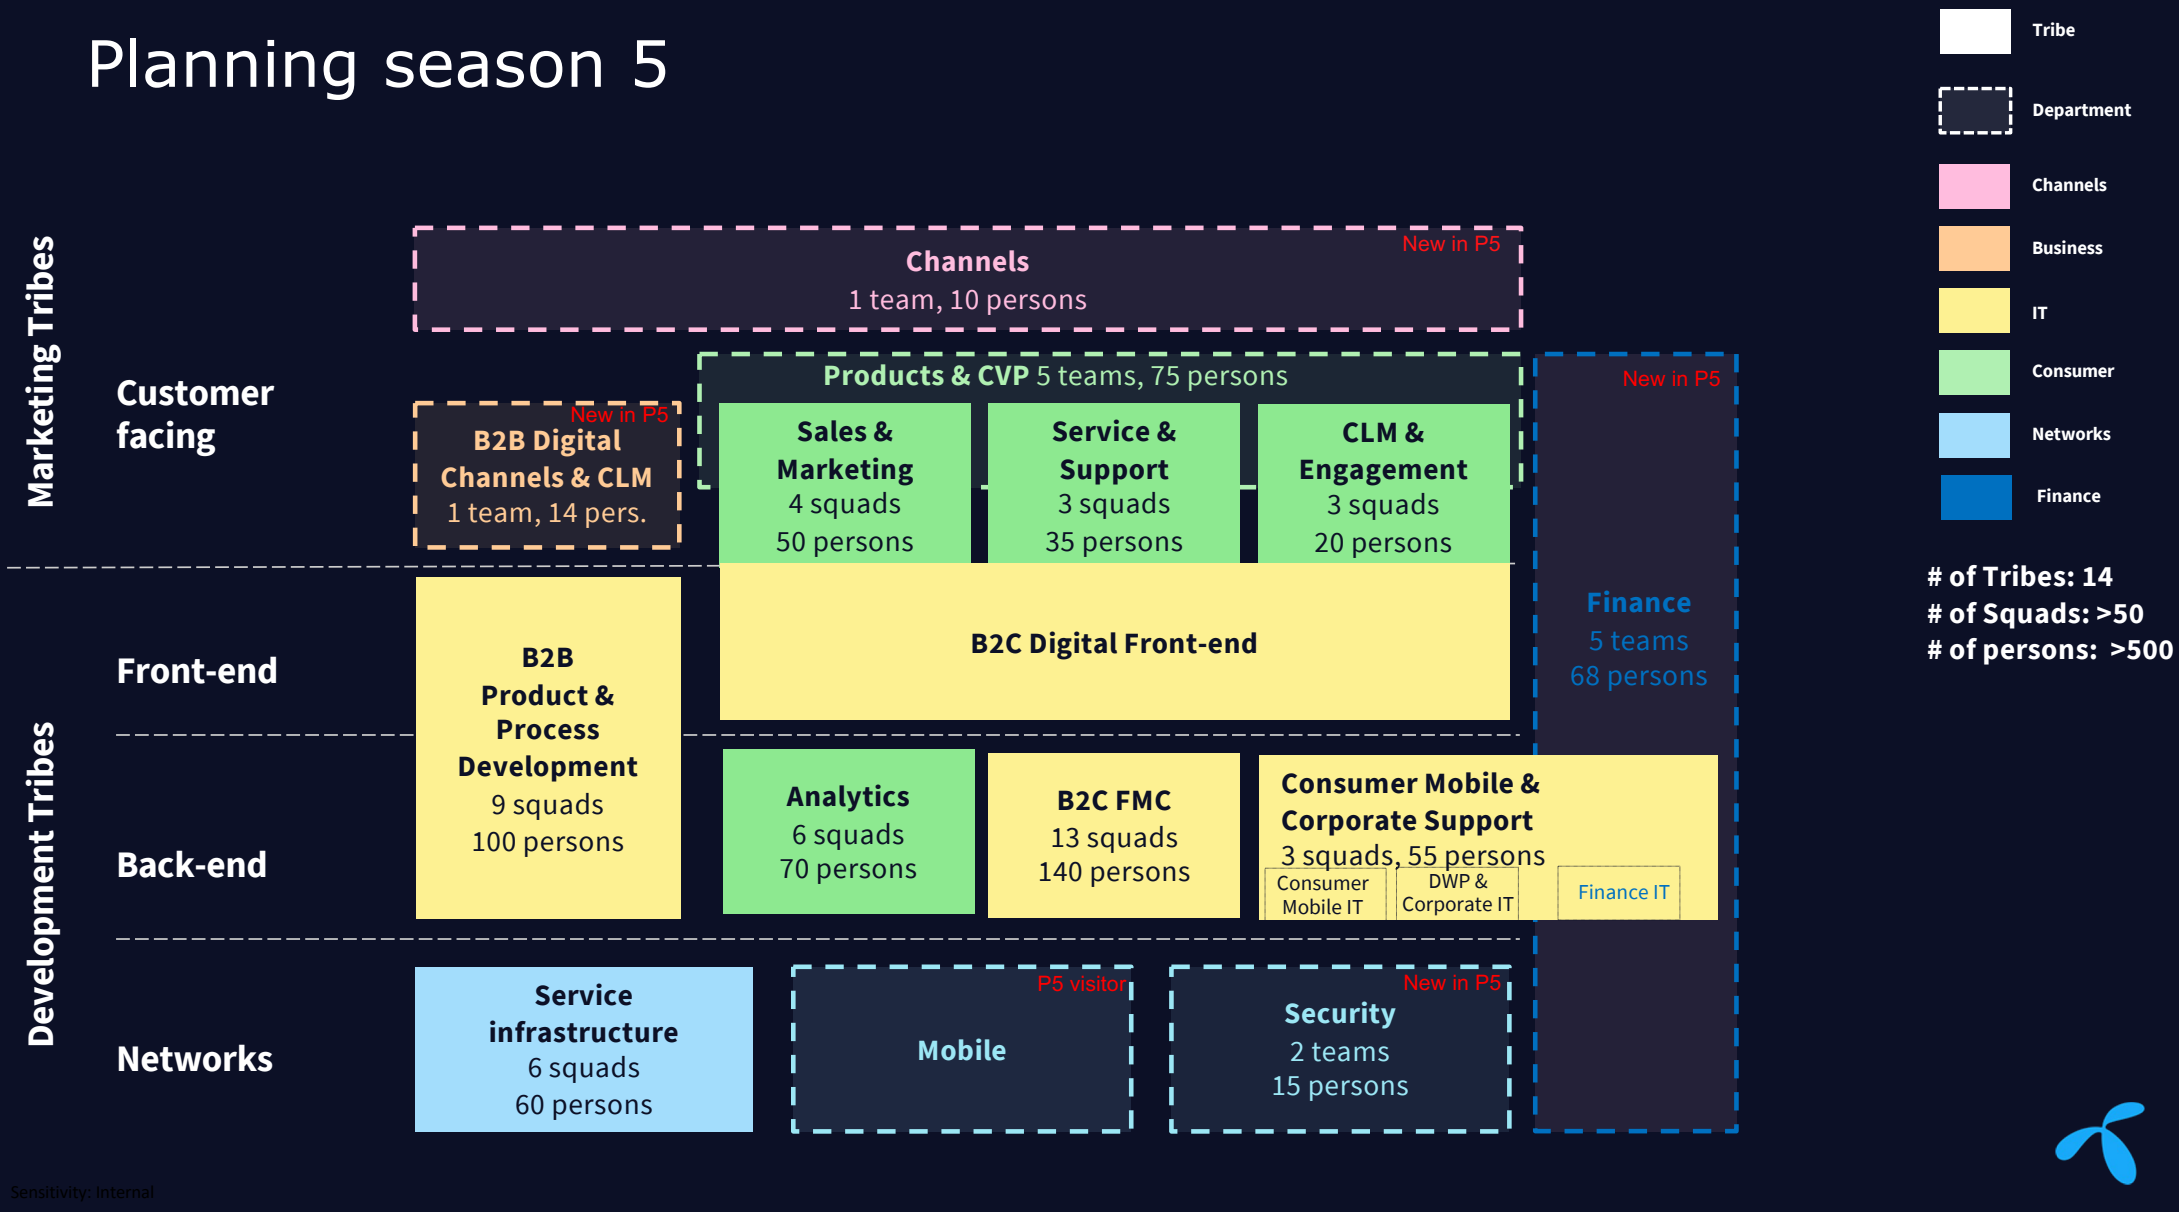 Planning season 5
Tribe
Department
Channels
Business
IT
Consumer
Networks
Finance
# of Tribes: 14
# of Squads: >50
# of persons:  >500
Marketing Tribes
Development Tribes
Customer
facing
Front-end
Back-end
Networks
New in P5
Channels
1 team, 10 persons
Products & CVP 5 teams, 75 persons
New in P5
B2B Digital
Channels & CLM
1 team, 14 pers.
Sales &
Marketing
4 squads
50 persons
Service &
Support
3 squads
35 persons
CLM &
Engagement
3 squads
20 persons
New in P5
Finance
5 teams
68 persons
B2B
Product &
Process
Development
9 squads
100 persons
B2C Digital Front-end
Analytics
6 squads
70 persons
B2C FMC
13 squads
140 persons
Consumer Mobile &
Corporate Support
3 squads, 55 persons
Consumer
Mobile IT
DWP &
Corporate IT
Finance IT
Service
infrastructure
6 squads
60 persons
P5 visitor
Mobile
New in P5
Security
2 teams
15 persons
Sensitivity: Internal